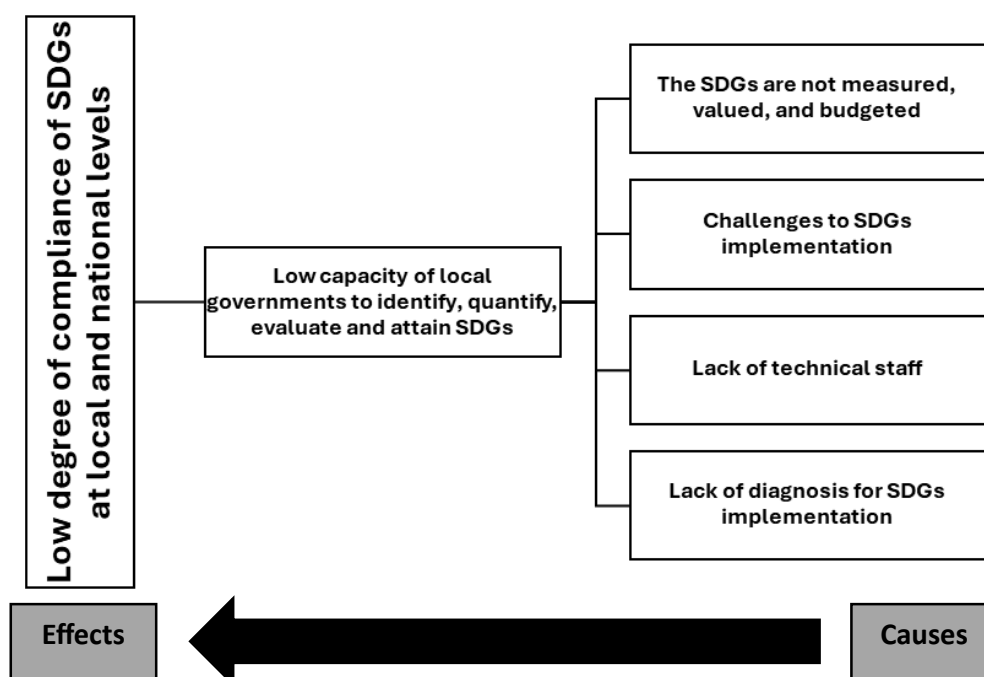 Low degree of compliance of SDGs
at local and national levels
Low capacity of local
governments to identify, quantify,
evaluate and attain SDGs
The SDGs are not measured,
valued, and budgeted
Challenges to SDGs
implementation
Lack of technical staff
Lack of diagnosis for SDGs
implementation
Effects
Causes